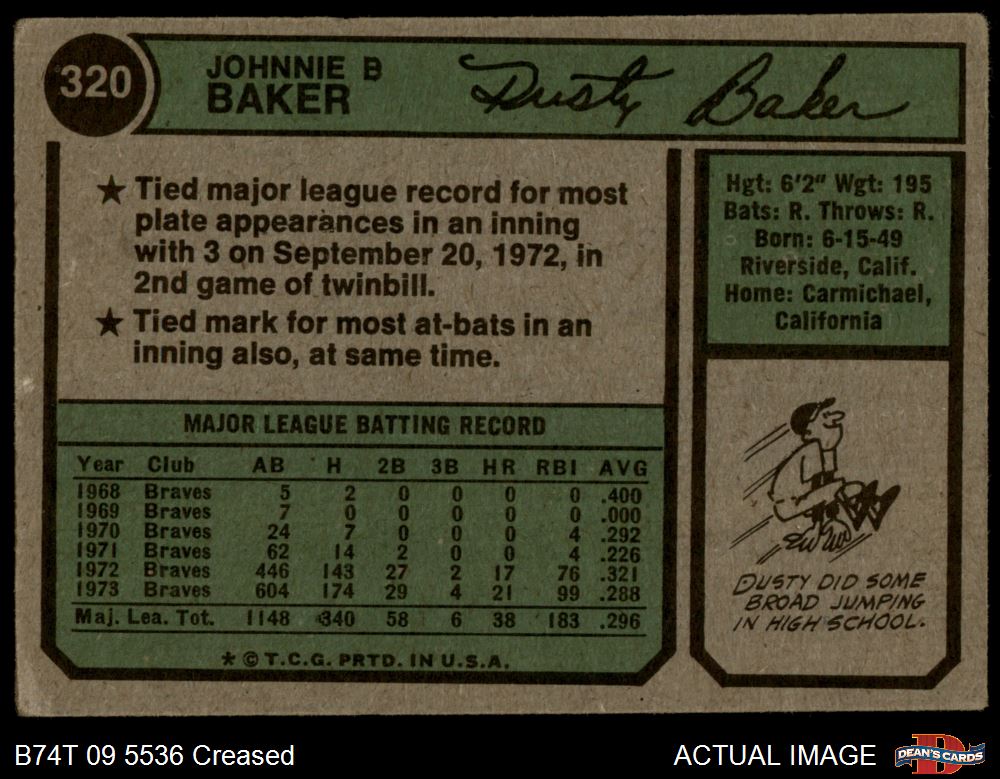 320
JOHNNIE B
BAKER
Dusty Baker
★ Tied major league record for most
plate appearances in an inning
with 3 on September 20, 1972, in
2nd game of twinbill.
★ Tied mark for most at-bats in an
inning also, at same time.
Hgt: 6'2" Wgt: 195
Bats: R. Throws: R.
Born: 6-15-49
Riverside, Calif.
Home: Carmichael,
California
MAJOR LEAGUE BATTING RECORD
Year Club AB H 2B 3B HR RBI AVG
1968 Braves 5 2 0 0 0 0 .400
1969 Braves 7 0 0 0 0 0 .000
1970 Braves 24 7 0 0 0 4 .292
1971 Braves 62 14 2 0 0 4 .226
1972 Braves 446 143 27 2 17 76 .321
1973 Braves 604 174 29 4 21 99 .288
Maj. Lea. Tot. 1148 340 58 6 38 183 .296
* © T.C.G. PRTD. IN U.S.A.
DUSTY DID SOME
BROAD JUMPING
IN HIGH SCHOOL.
B74T 09 5536 Creased
ACTUAL IMAGE
DEAN'S CARDS